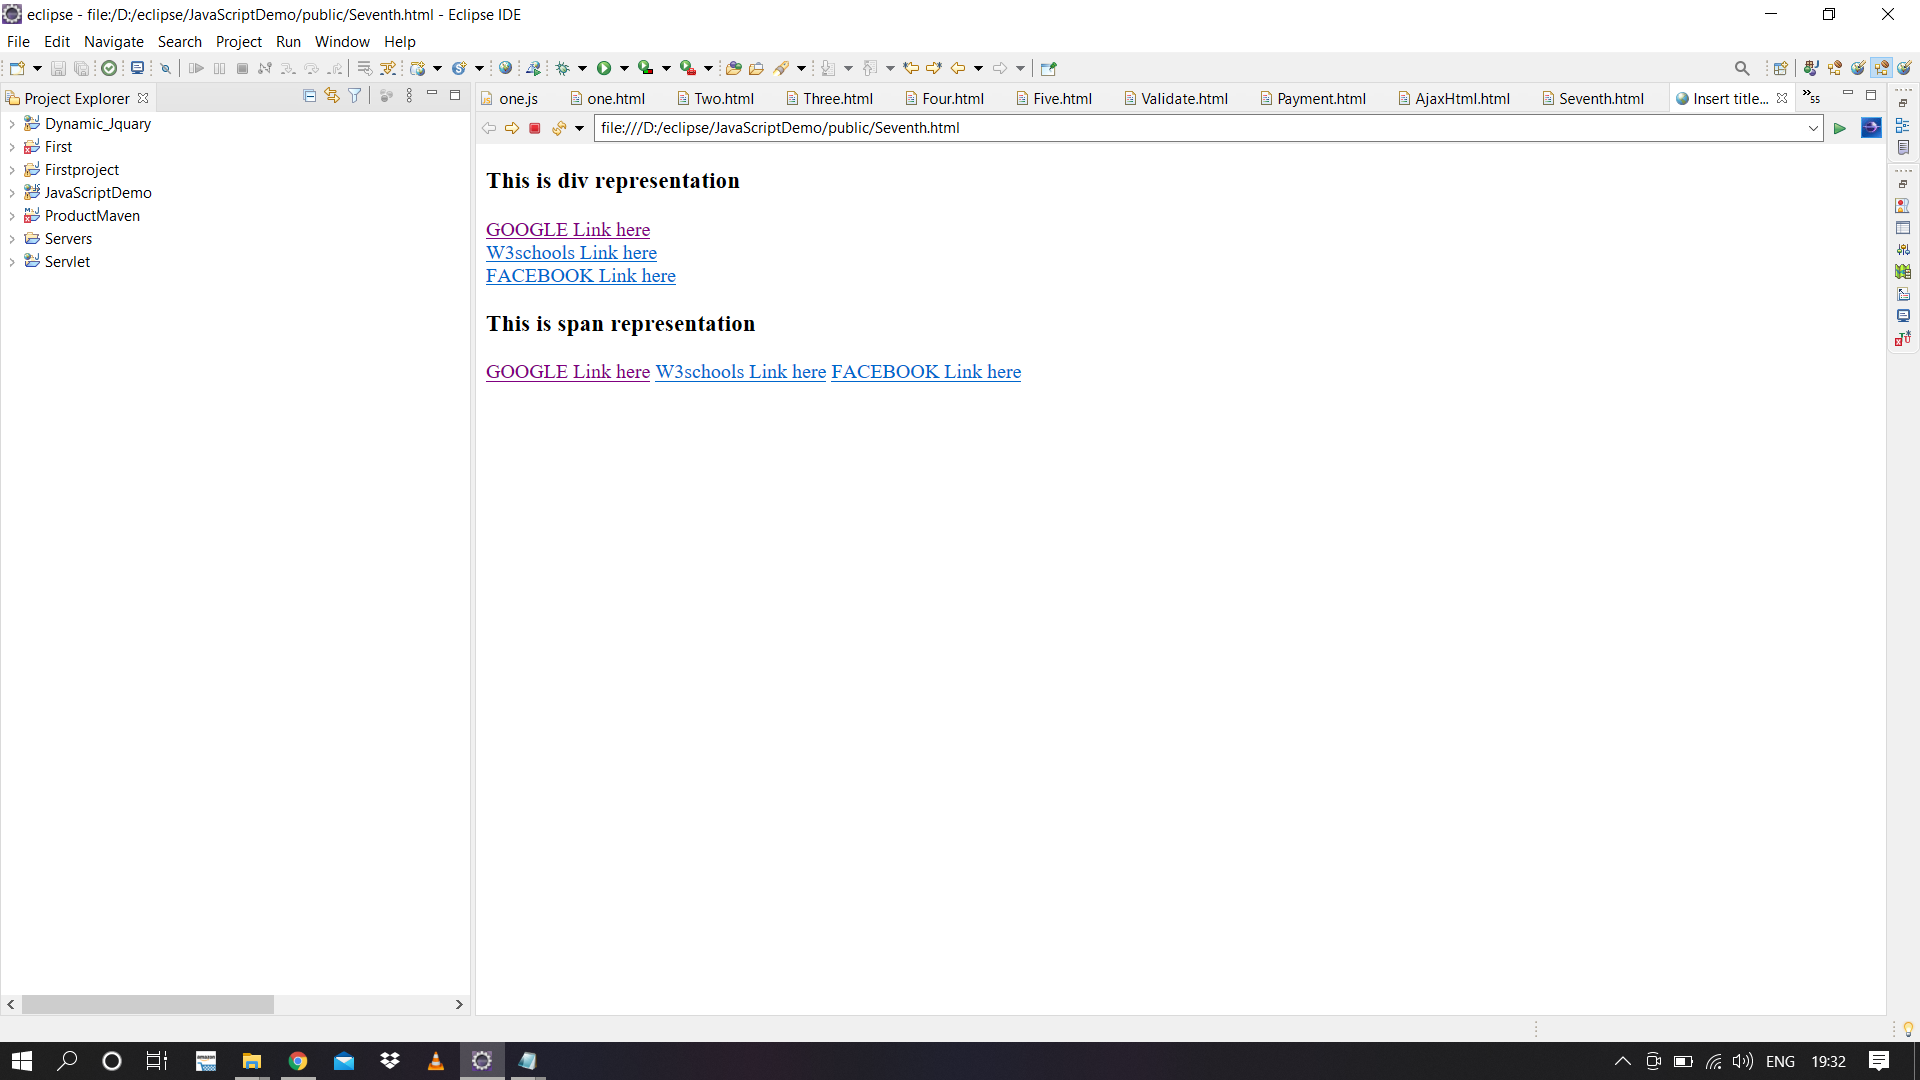 eclipse - file:/D:/eclipse/JavaScriptDemo/public/Seventh.html - Eclipse IDE
File Edit Navigate Search Project Run Window Help
Project Explorer
one.js one.html Two.html Three.html Four.html Five.html Validate.html Payment.html AjaxHtml.html Seventh.html Insert title... »55
file:///D:/eclipse/JavaScriptDemo/public/Seventh.html
Dynamic_Jquary
First
Firstproject
JavaScriptDemo
ProductMaven
Servers
Servlet
This is div representation
GOOGLE Link here
W3schools Link here
FACEBOOK Link here
This is span representation
GOOGLE Link here W3schools Link here FACEBOOK Link here
amazon
ENG 19:32